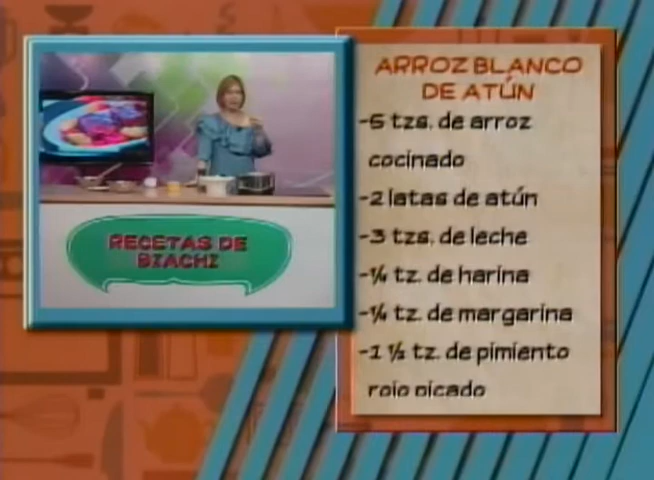 ARROZ BLANCO
DE ATÚN
-5 tzs. de arroz
cocinado
-2 latas de atún
-3 tzs. de leche
-¼ tz. de harina
-¼ tz. de margarina
-1 ½ tz. de pimiento
rojo picado
RECETAS DE
BIACHI